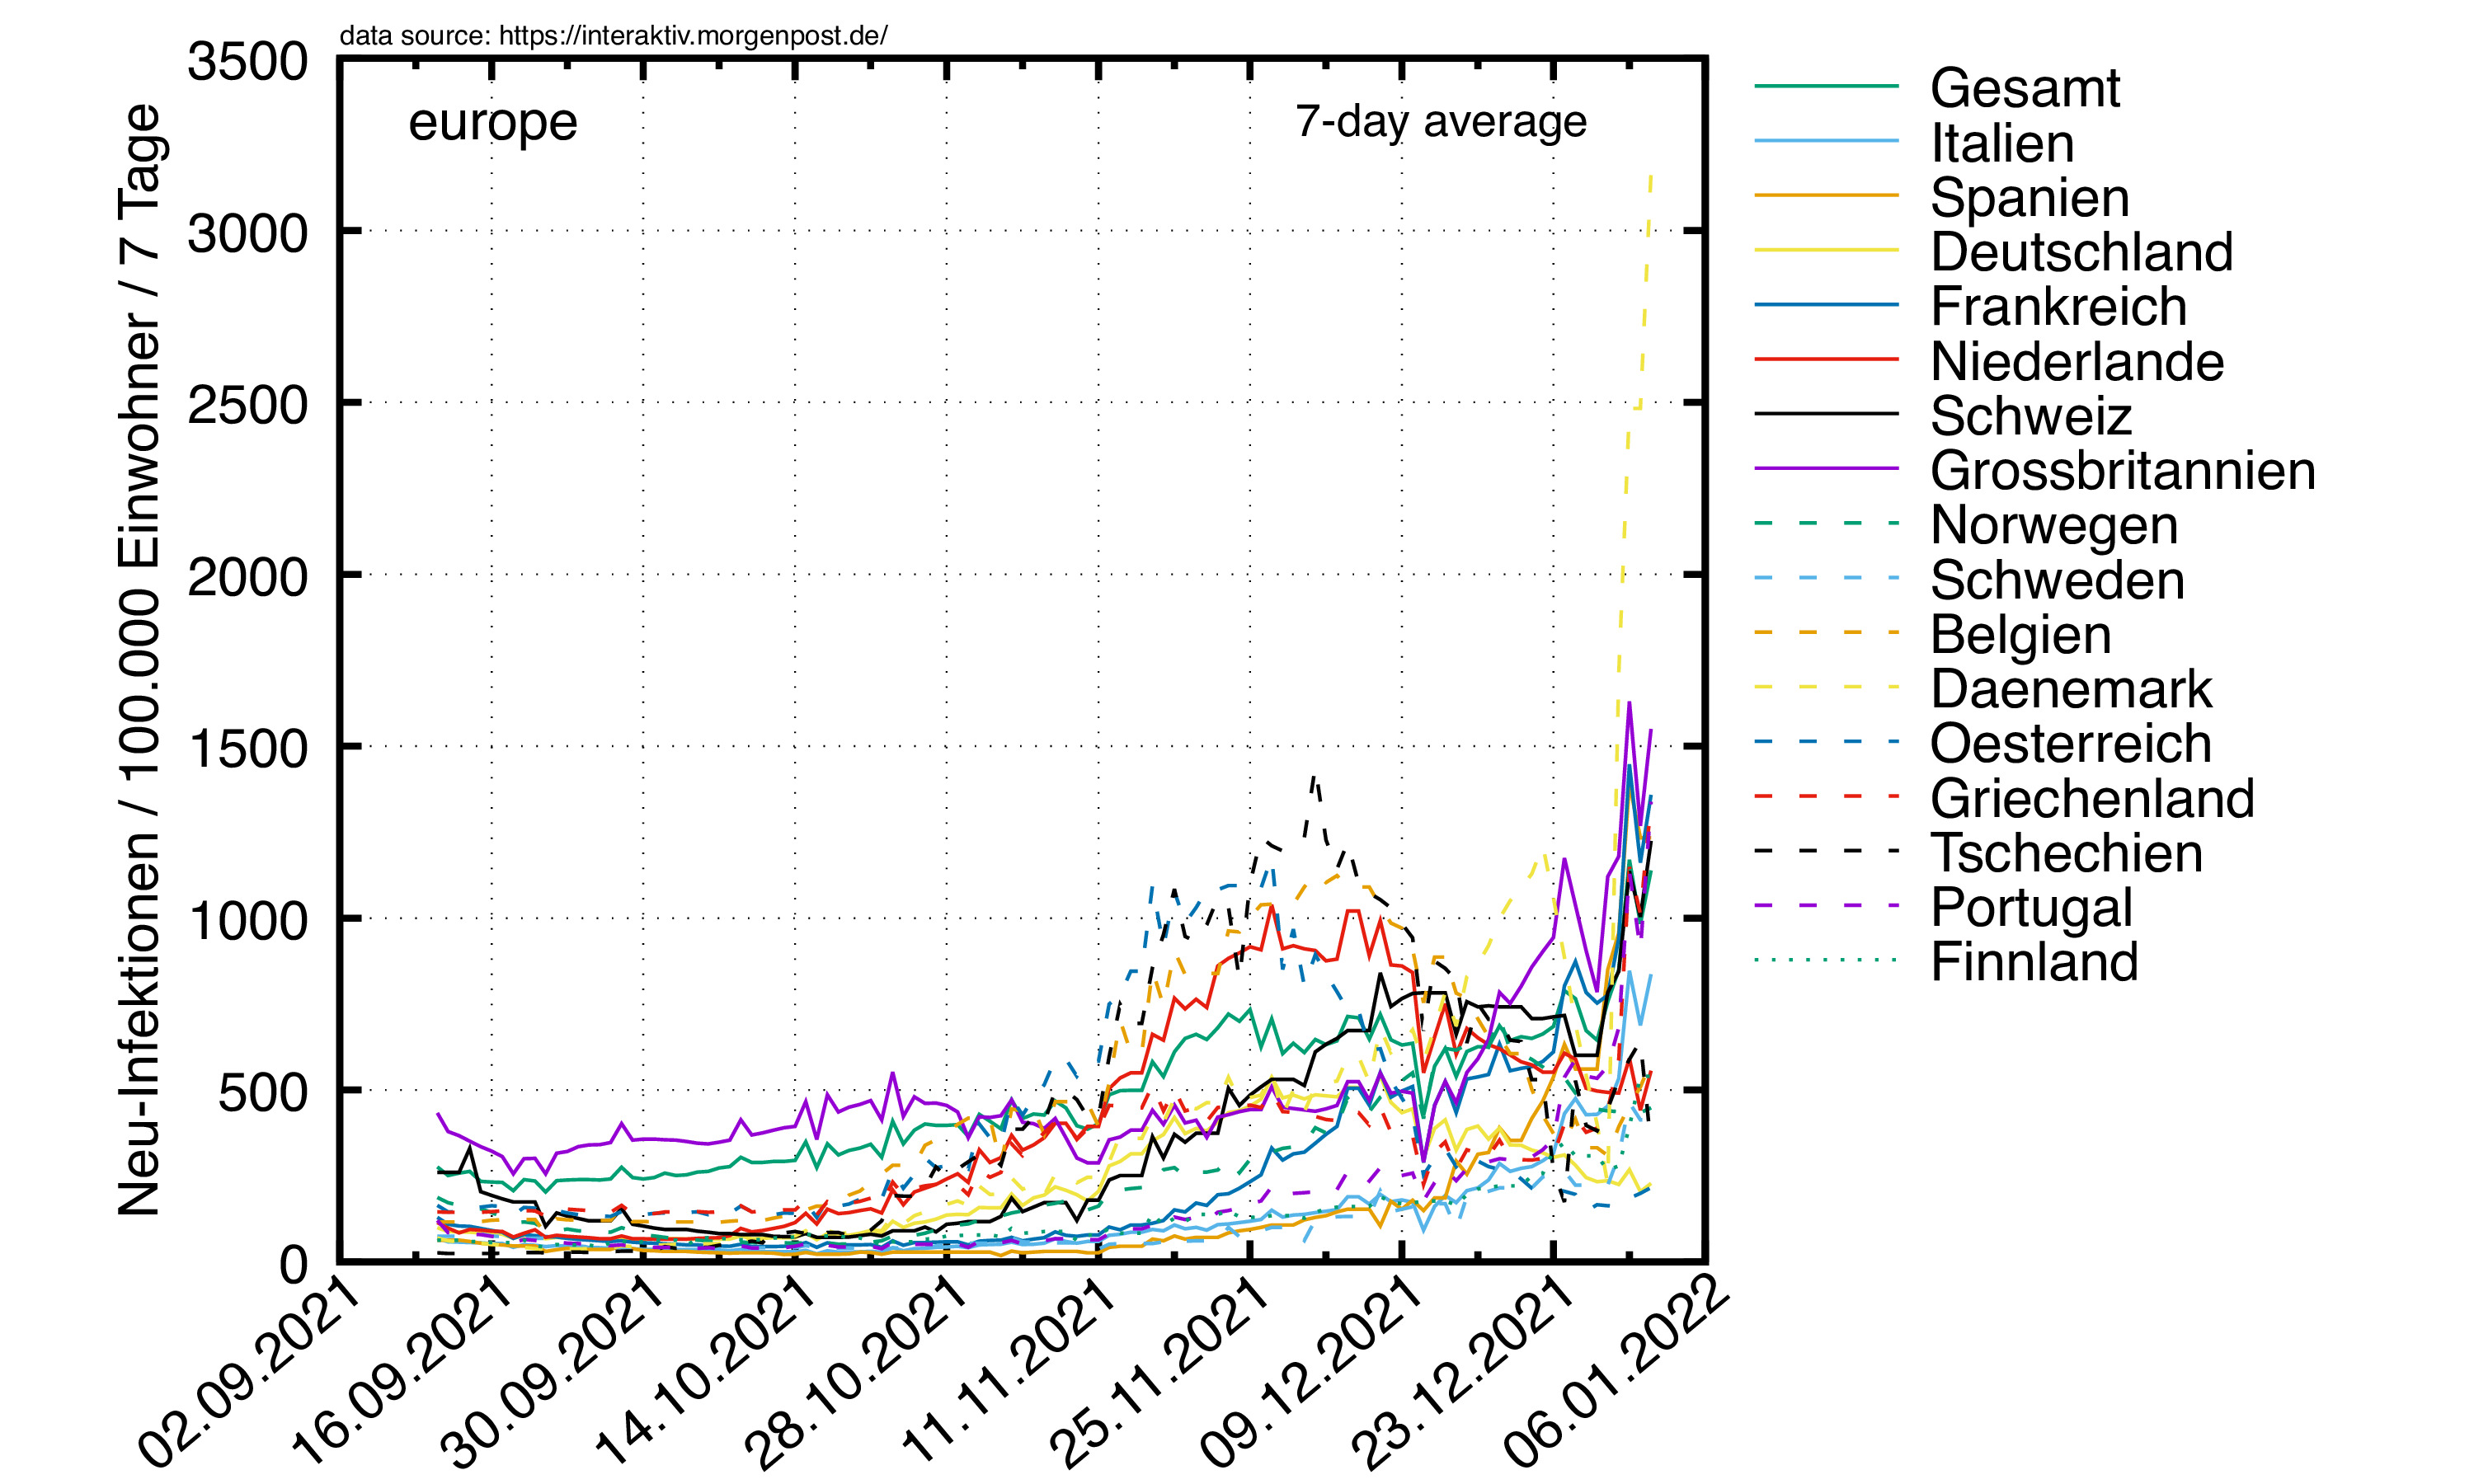 data source: https://interaktiv.morgenpost.de/
europe
7-day average
Neu-Infektionen / 100.000 Einwohner / 7 Tage
3500
3000
2500
2000
1500
1000
500
0
02.09.2021
16.09.2021
30.09.2021
14.10.2021
28.10.2021
11.11.2021
25.11.2021
09.12.2021
23.12.2021
06.01.2022
Gesamt
Italien
Spanien
Deutschland
Frankreich
Niederlande
Schweiz
Grossbritannien
Norwegen
Schweden
Belgien
Daenemark
Oesterreich
Griechenland
Tschechien
Portugal
Finnland